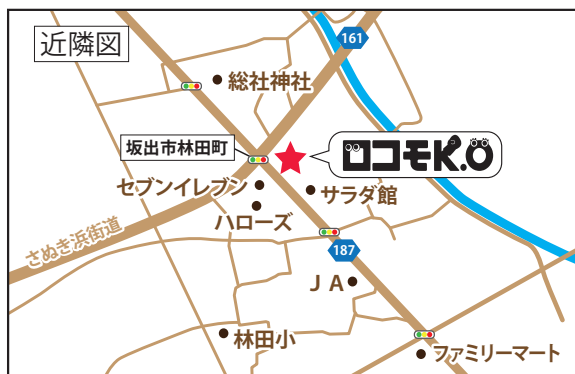 近隣図
161
総社神社
坂出市林田町
ロコモK.O
セブンイレブン
サラダ館
ハローズ
さぬき浜街道
187
JA
林田小
ファミリーマート